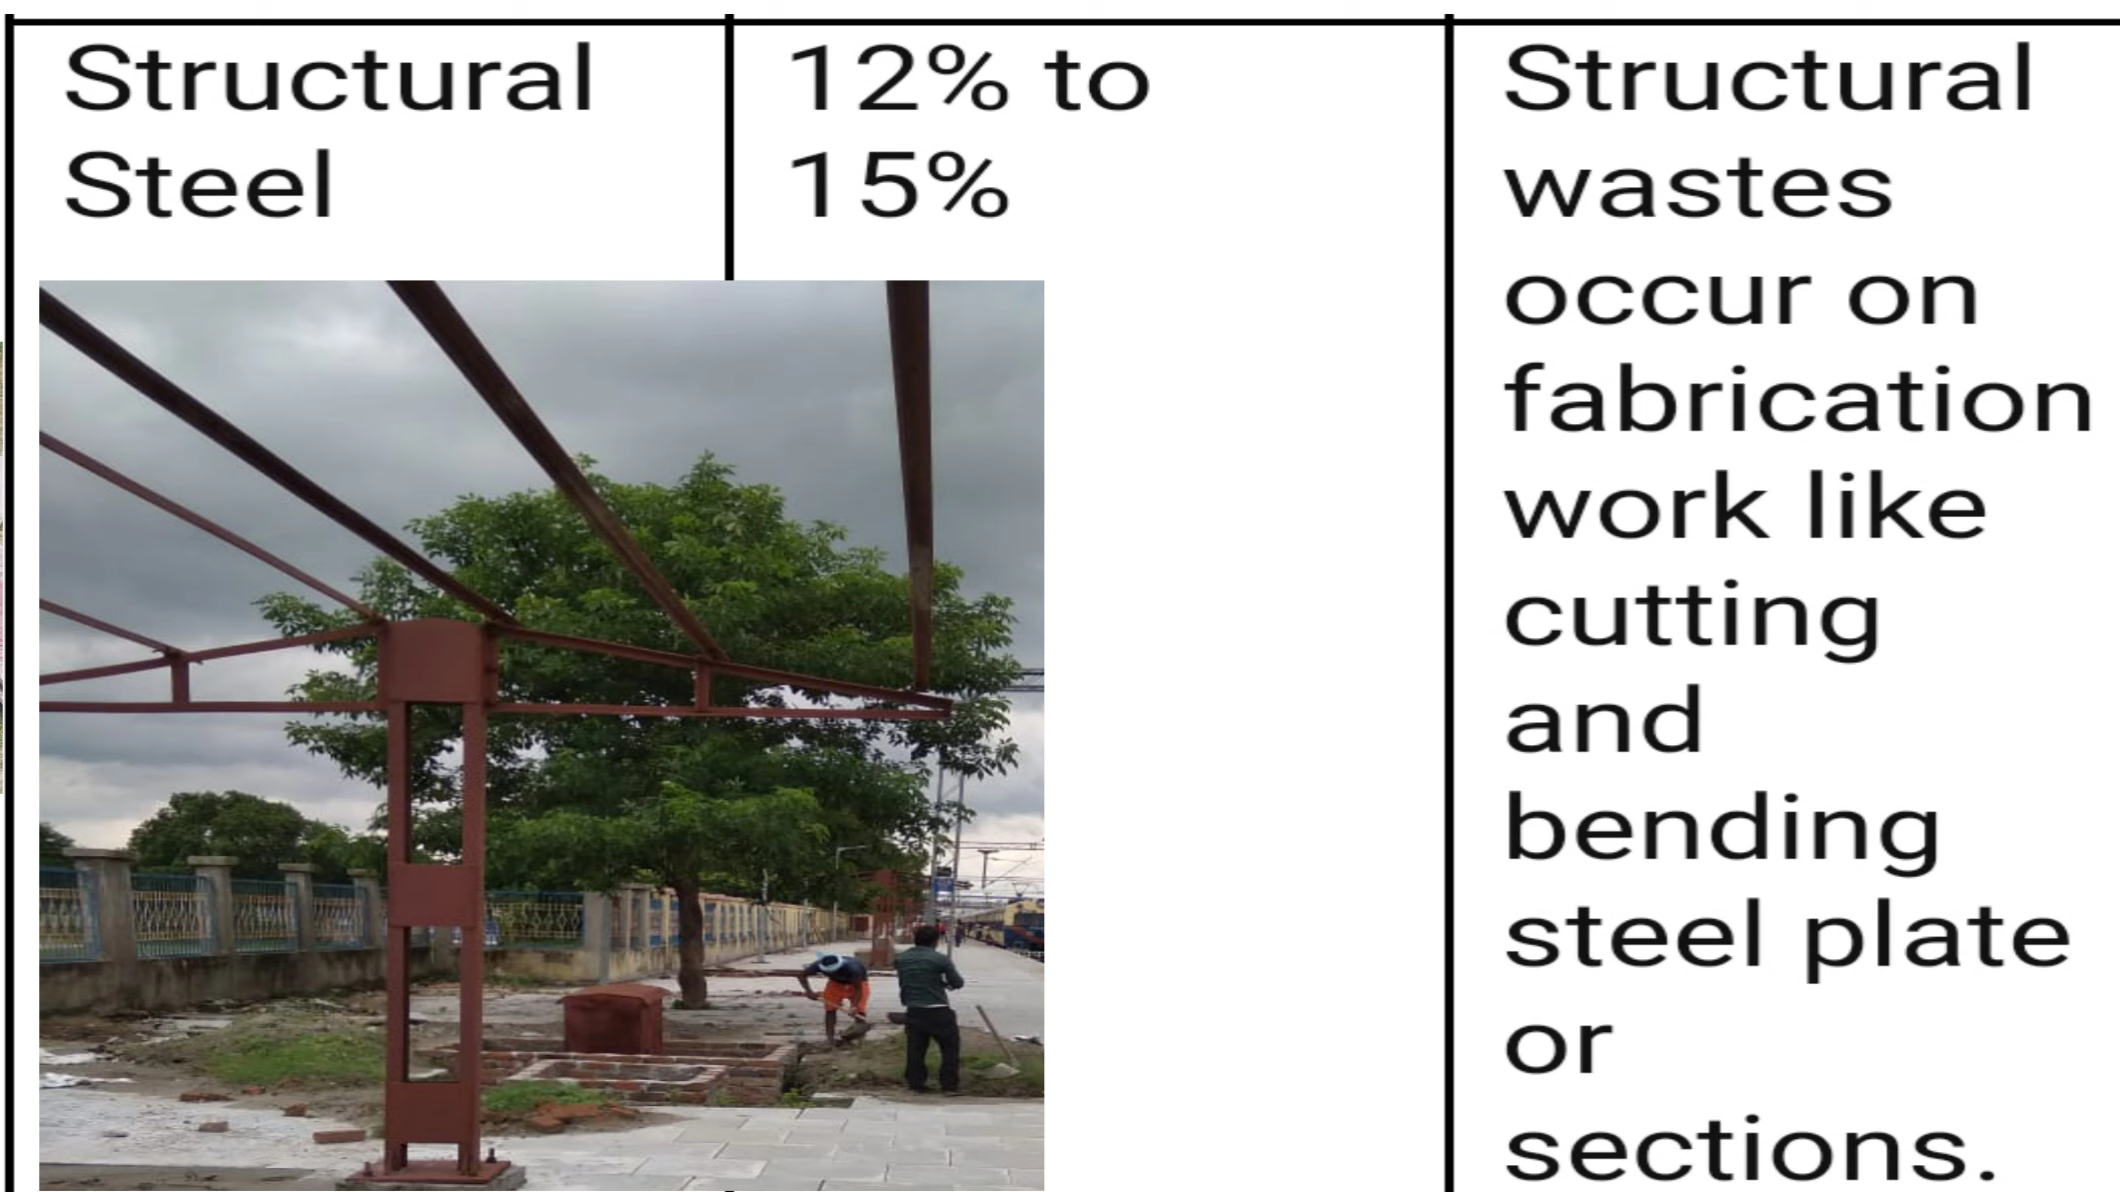 Structural
Steel
12% to
15%
Structural
wastes
occur on
fabrication
work like
cutting
and
bending
steel plate
or
sections.